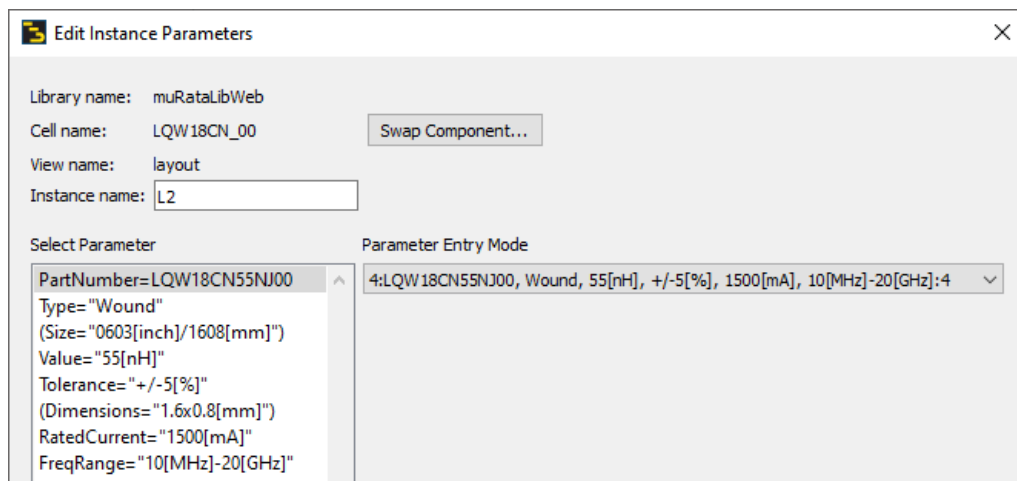 Edit Instance Parameters
Library name: muRataLibWeb
Cell name: LQW18CN_00 Swap Component...
View name: layout
Instance name: L2
Select Parameter Parameter Entry Mode
PartNumber=LQW18CN55NJ00 4:LQW18CN55NJ00, Wound, 55[nH], +/-5[%], 1500[mA], 10[MHz]-20[GHz]:4
Type="Wound"
(Size="0603[inch]/1608[mm]")
Value="55[nH]"
Tolerance="+/-5[%]"
(Dimensions="1.6x0.8[mm]")
RatedCurrent="1500[mA]"
FreqRange="10[MHz]-20[GHz]"